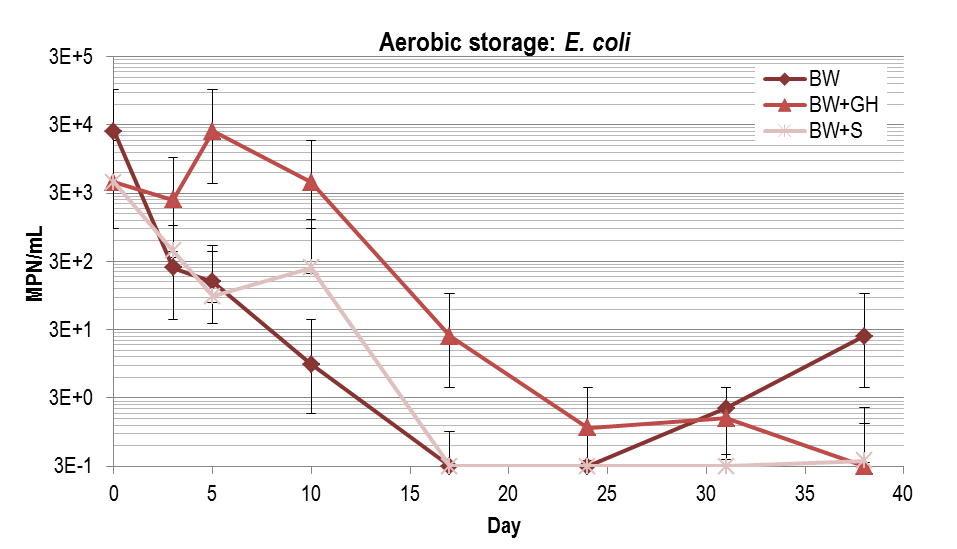 Aerobic storage: E. coli
BW
BW+GH
BW+S
MPN/mL
3E+5
3E+4
3E+3
3E+2
3E+1
3E+0
3E-1
0 5 10 15 20 25 30 35 40
Day